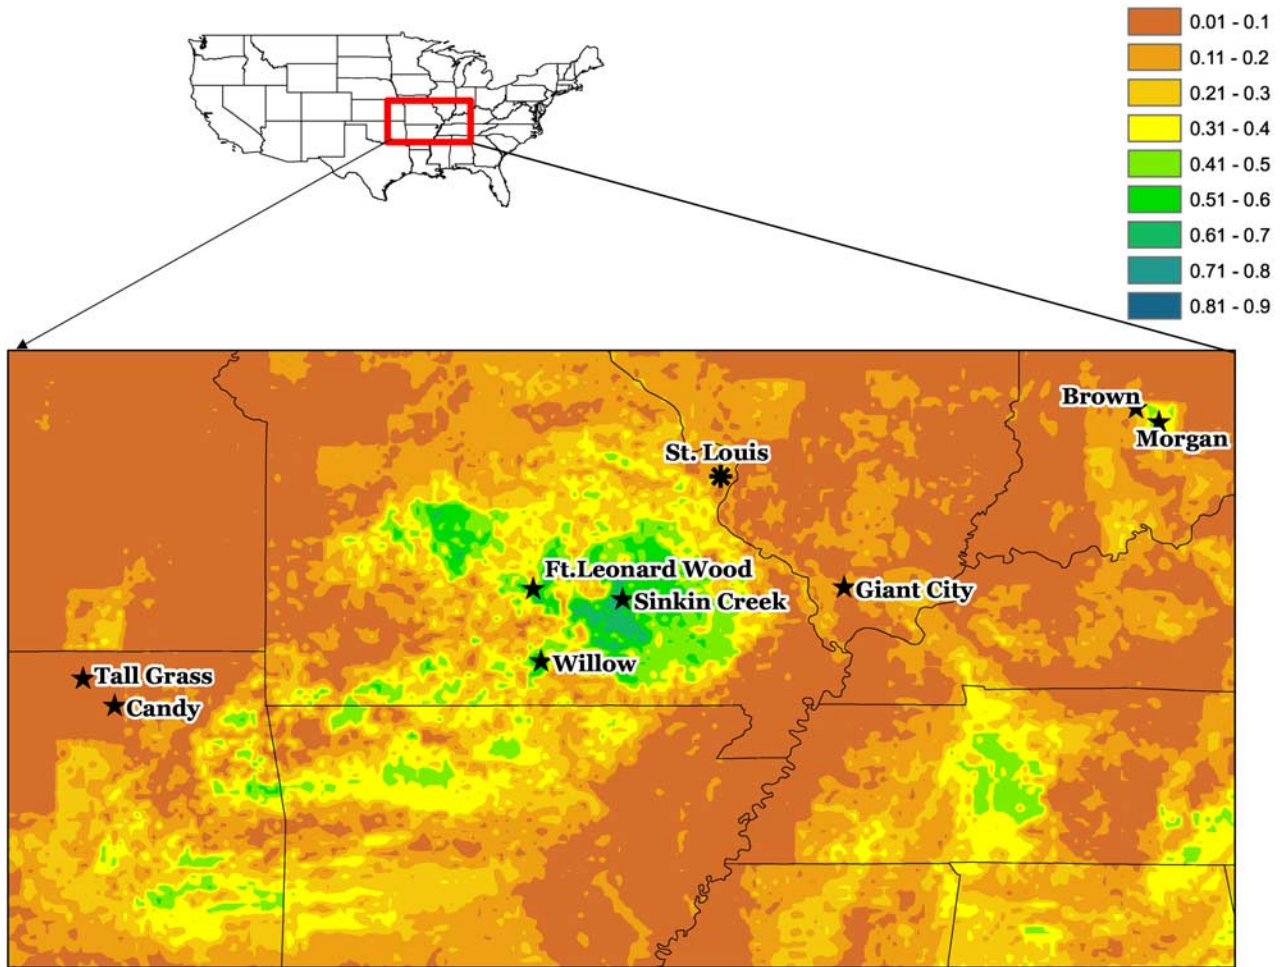 0.01 - 0.1
0.11 - 0.2
0.21 - 0.3
0.31 - 0.4
0.41 - 0.5
0.51 - 0.6
0.61 - 0.7
0.71 - 0.8
0.81 - 0.9
Brown
Morgan
St. Louis
Ft.Leonard Wood
Sinkin Creek
Giant City
Willow
Tall Grass
Candy